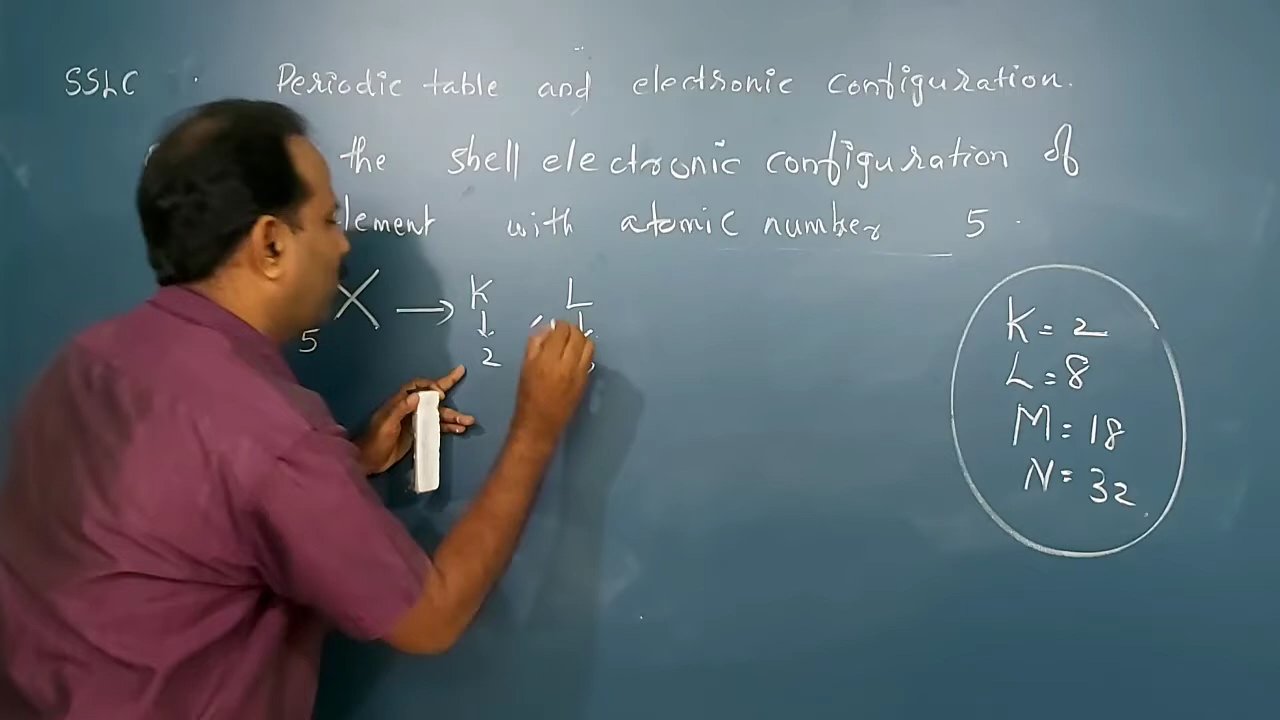 SSLC . Periodic table and electronic configuration.
the shell electronic configuration of
lement with atomic number 5.
5 X → K L
↓ ↓
2
K = 2
L = 8
M = 18
N = 32